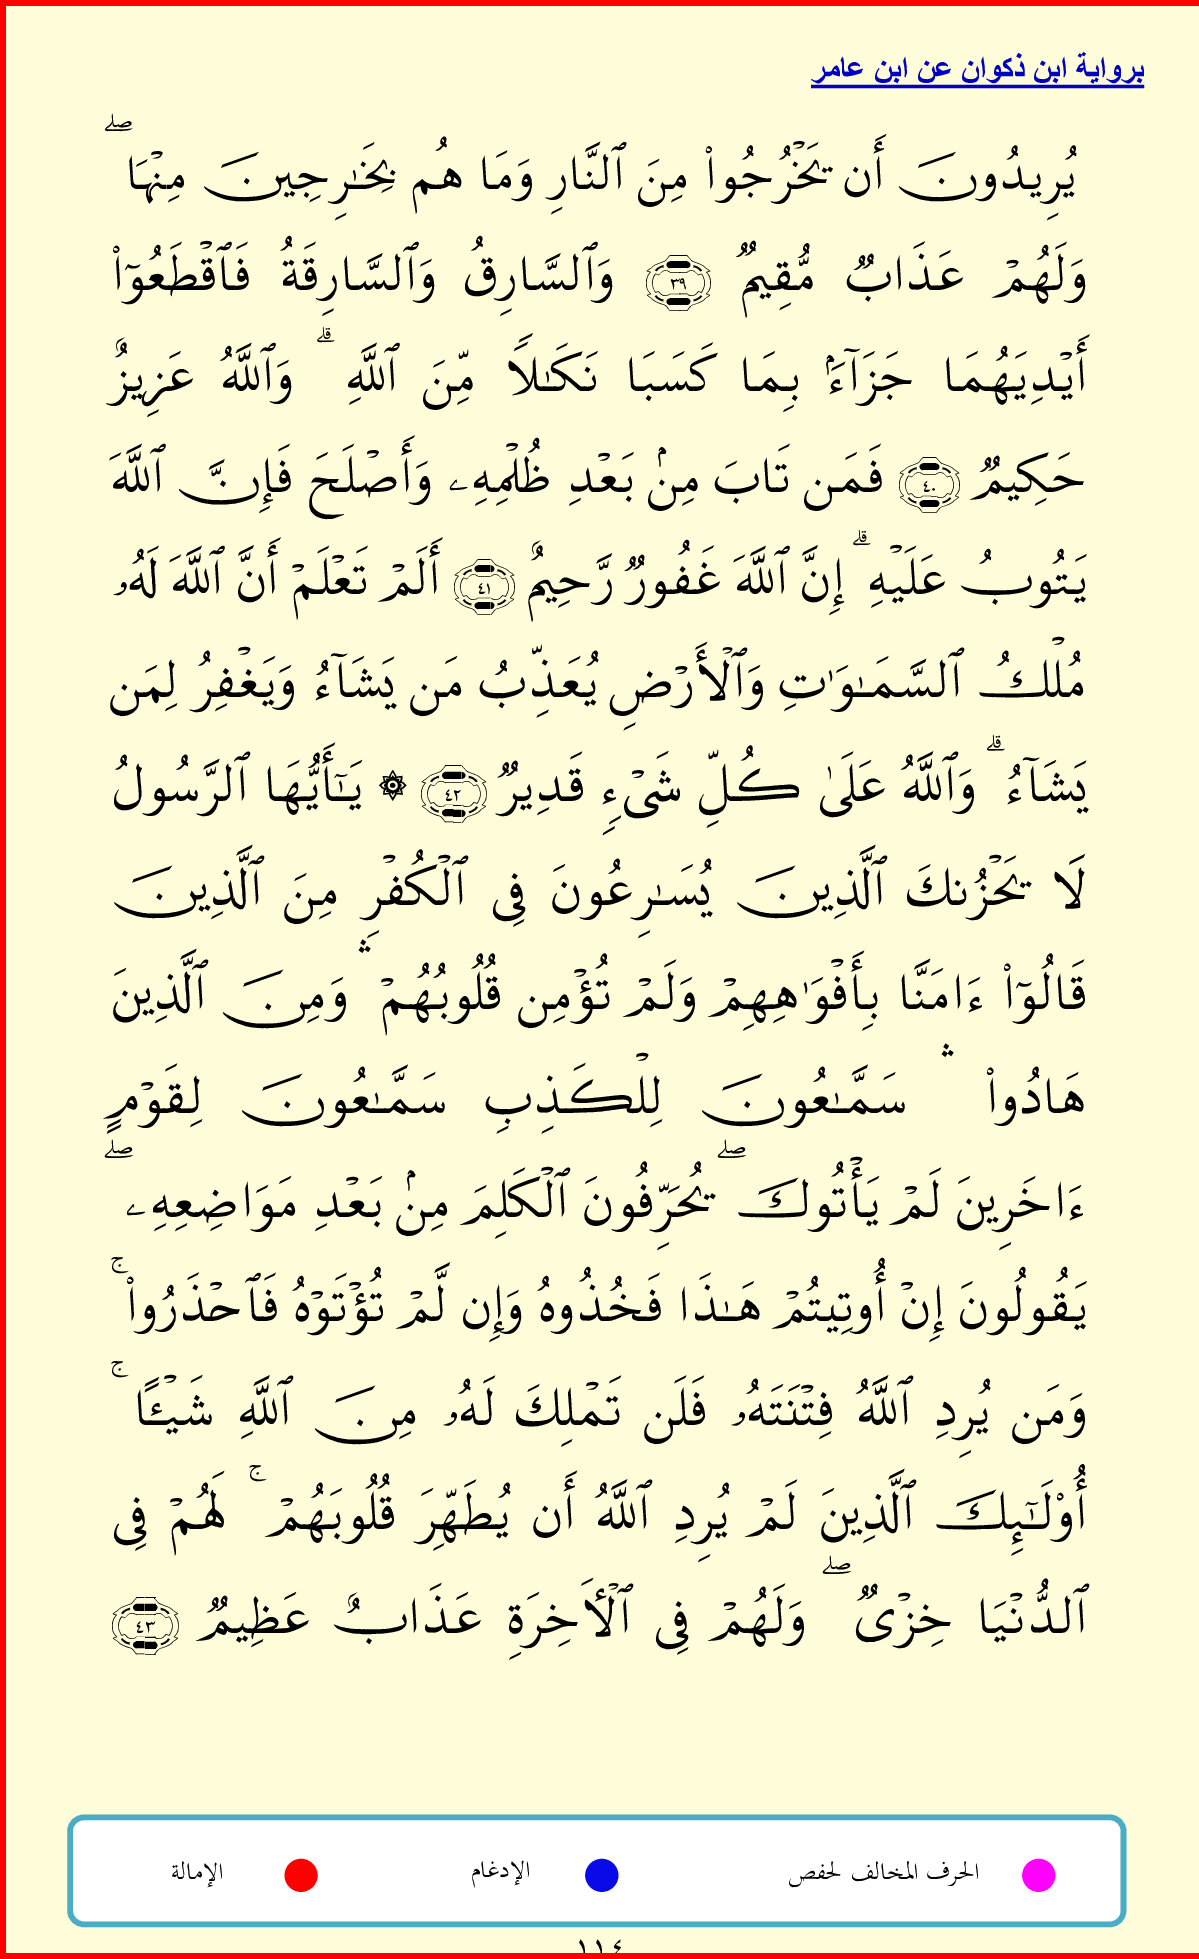 برواية ابن ذكوان عن ابن عامر
يُرِيدُونَ أَن يَخۡرُجُواْ مِنَ ٱلنَّارِ وَمَا هُم بِخَٰرِجِينَ مِنۡهَاۖ
وَلَهُمۡ عَذَابٞ مُّقِيمٞ ٣٩ وَٱلسَّارِقُ وَٱلسَّارِقَةُ فَٱقۡطَعُوٓاْ
أَيۡدِيَهُمَا جَزَآءَۢ بِمَا كَسَبَا نَكَٰلٗا مِّنَ ٱللَّهِۗ وَٱللَّهُ عَزِيزٌ
حَكِيمٞ ٤٠ فَمَن تَابَ مِنۢ بَعۡدِ ظُلۡمِهِۦ وَأَصۡلَحَ فَإِنَّ ٱللَّهَ
يَتُوبُ عَلَيۡهِۗ إِنَّ ٱللَّهَ غَفُورٞ رَّحِيمٌ ٤١ أَلَمۡ تَعۡلَمۡ أَنَّ ٱللَّهَ لَهُۥ
مُلۡكُ ٱلسَّمَٰوَٰتِ وَٱلۡأَرۡضِ يُعَذِّبُ مَن يَشَآءُ وَيَغۡفِرُ لِمَن
يَشَآءُۗ وَٱللَّهُ عَلَىٰ كُلِّ شَيۡءٖ قَدِيرٞ ٤٢ ۞ يَٰٓأَيُّهَا ٱلرَّسُولُ
لَا يَحۡزُنكَ ٱلَّذِينَ يُسَٰرِعُونَ فِي ٱلۡكُفۡرِ مِنَ ٱلَّذِينَ
قَالُوٓاْ ءَامَنَّا بِأَفۡوَٰهِهِمۡ وَلَمۡ تُؤۡمِن قُلُوبُهُمۡۛ وَمِنَ ٱلَّذِينَ
هَادُواْۛ سَمَّٰعُونَ لِلۡكَذِبِ سَمَّٰعُونَ لِقَوۡمٍ
ءَاخَرِينَ لَمۡ يَأۡتُوكَۖ يُحَرِّفُونَ ٱلۡكَلِمَ مِنۢ بَعۡدِ مَوَاضِعِهِۦۖ
يَقُولُونَ إِنۡ أُوتِيتُمۡ هَٰذَا فَخُذُوهُ وَإِن لَّمۡ تُؤۡتَوۡهُ فَٱحۡذَرُواْۚ
وَمَن يُرِدِ ٱللَّهُ فِتۡنَتَهُۥ فَلَن تَمۡلِكَ لَهُۥ مِنَ ٱللَّهِ شَيۡـًٔاۚ
أُوْلَٰٓئِكَ ٱلَّذِينَ لَمۡ يُرِدِ ٱللَّهُ أَن يُطَهِّرَ قُلُوبَهُمۡۚ لَهُمۡ فِي
ٱلدُّنۡيَا خِزۡيٞۖ وَلَهُمۡ فِي ٱلۡأٓخِرَةِ عَذَابٌ عَظِيمٞ ٤٣
الحرف المخالف لحفص الإدغام الإمالة
١١٤